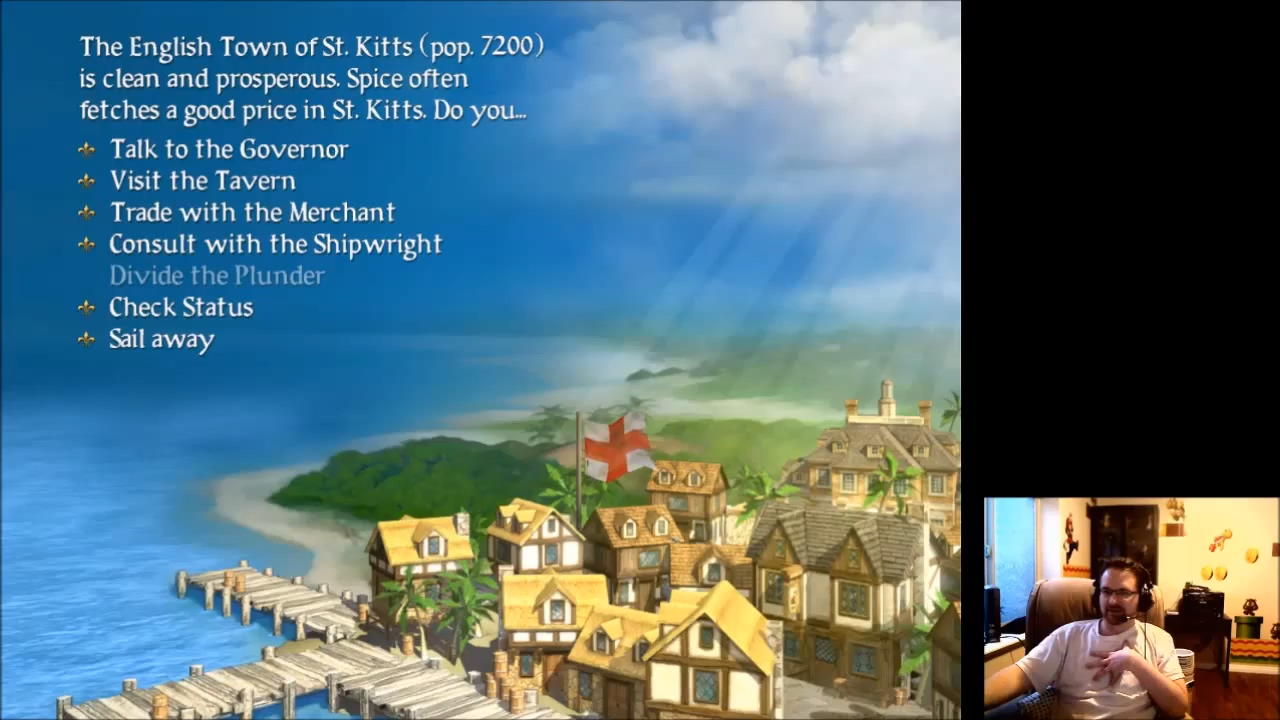 The English Town of St. Kitts (pop. 7200)
is clean and prosperous. Spice often
fetches a good price in St. Kitts. Do you...
Talk to the Governor
Visit the Tavern
Trade with the Merchant
Consult with the Shipwright
Divide the Plunder
Check Status
Sail away